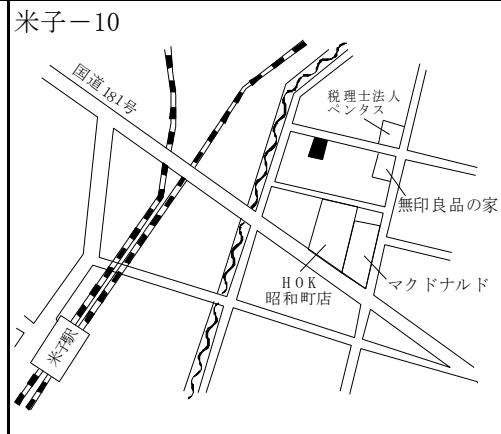 米子－10
国道181号
税理士法人
ペンタス
無印良品の家
マクドナルド
HOK
昭和町店
米子駅